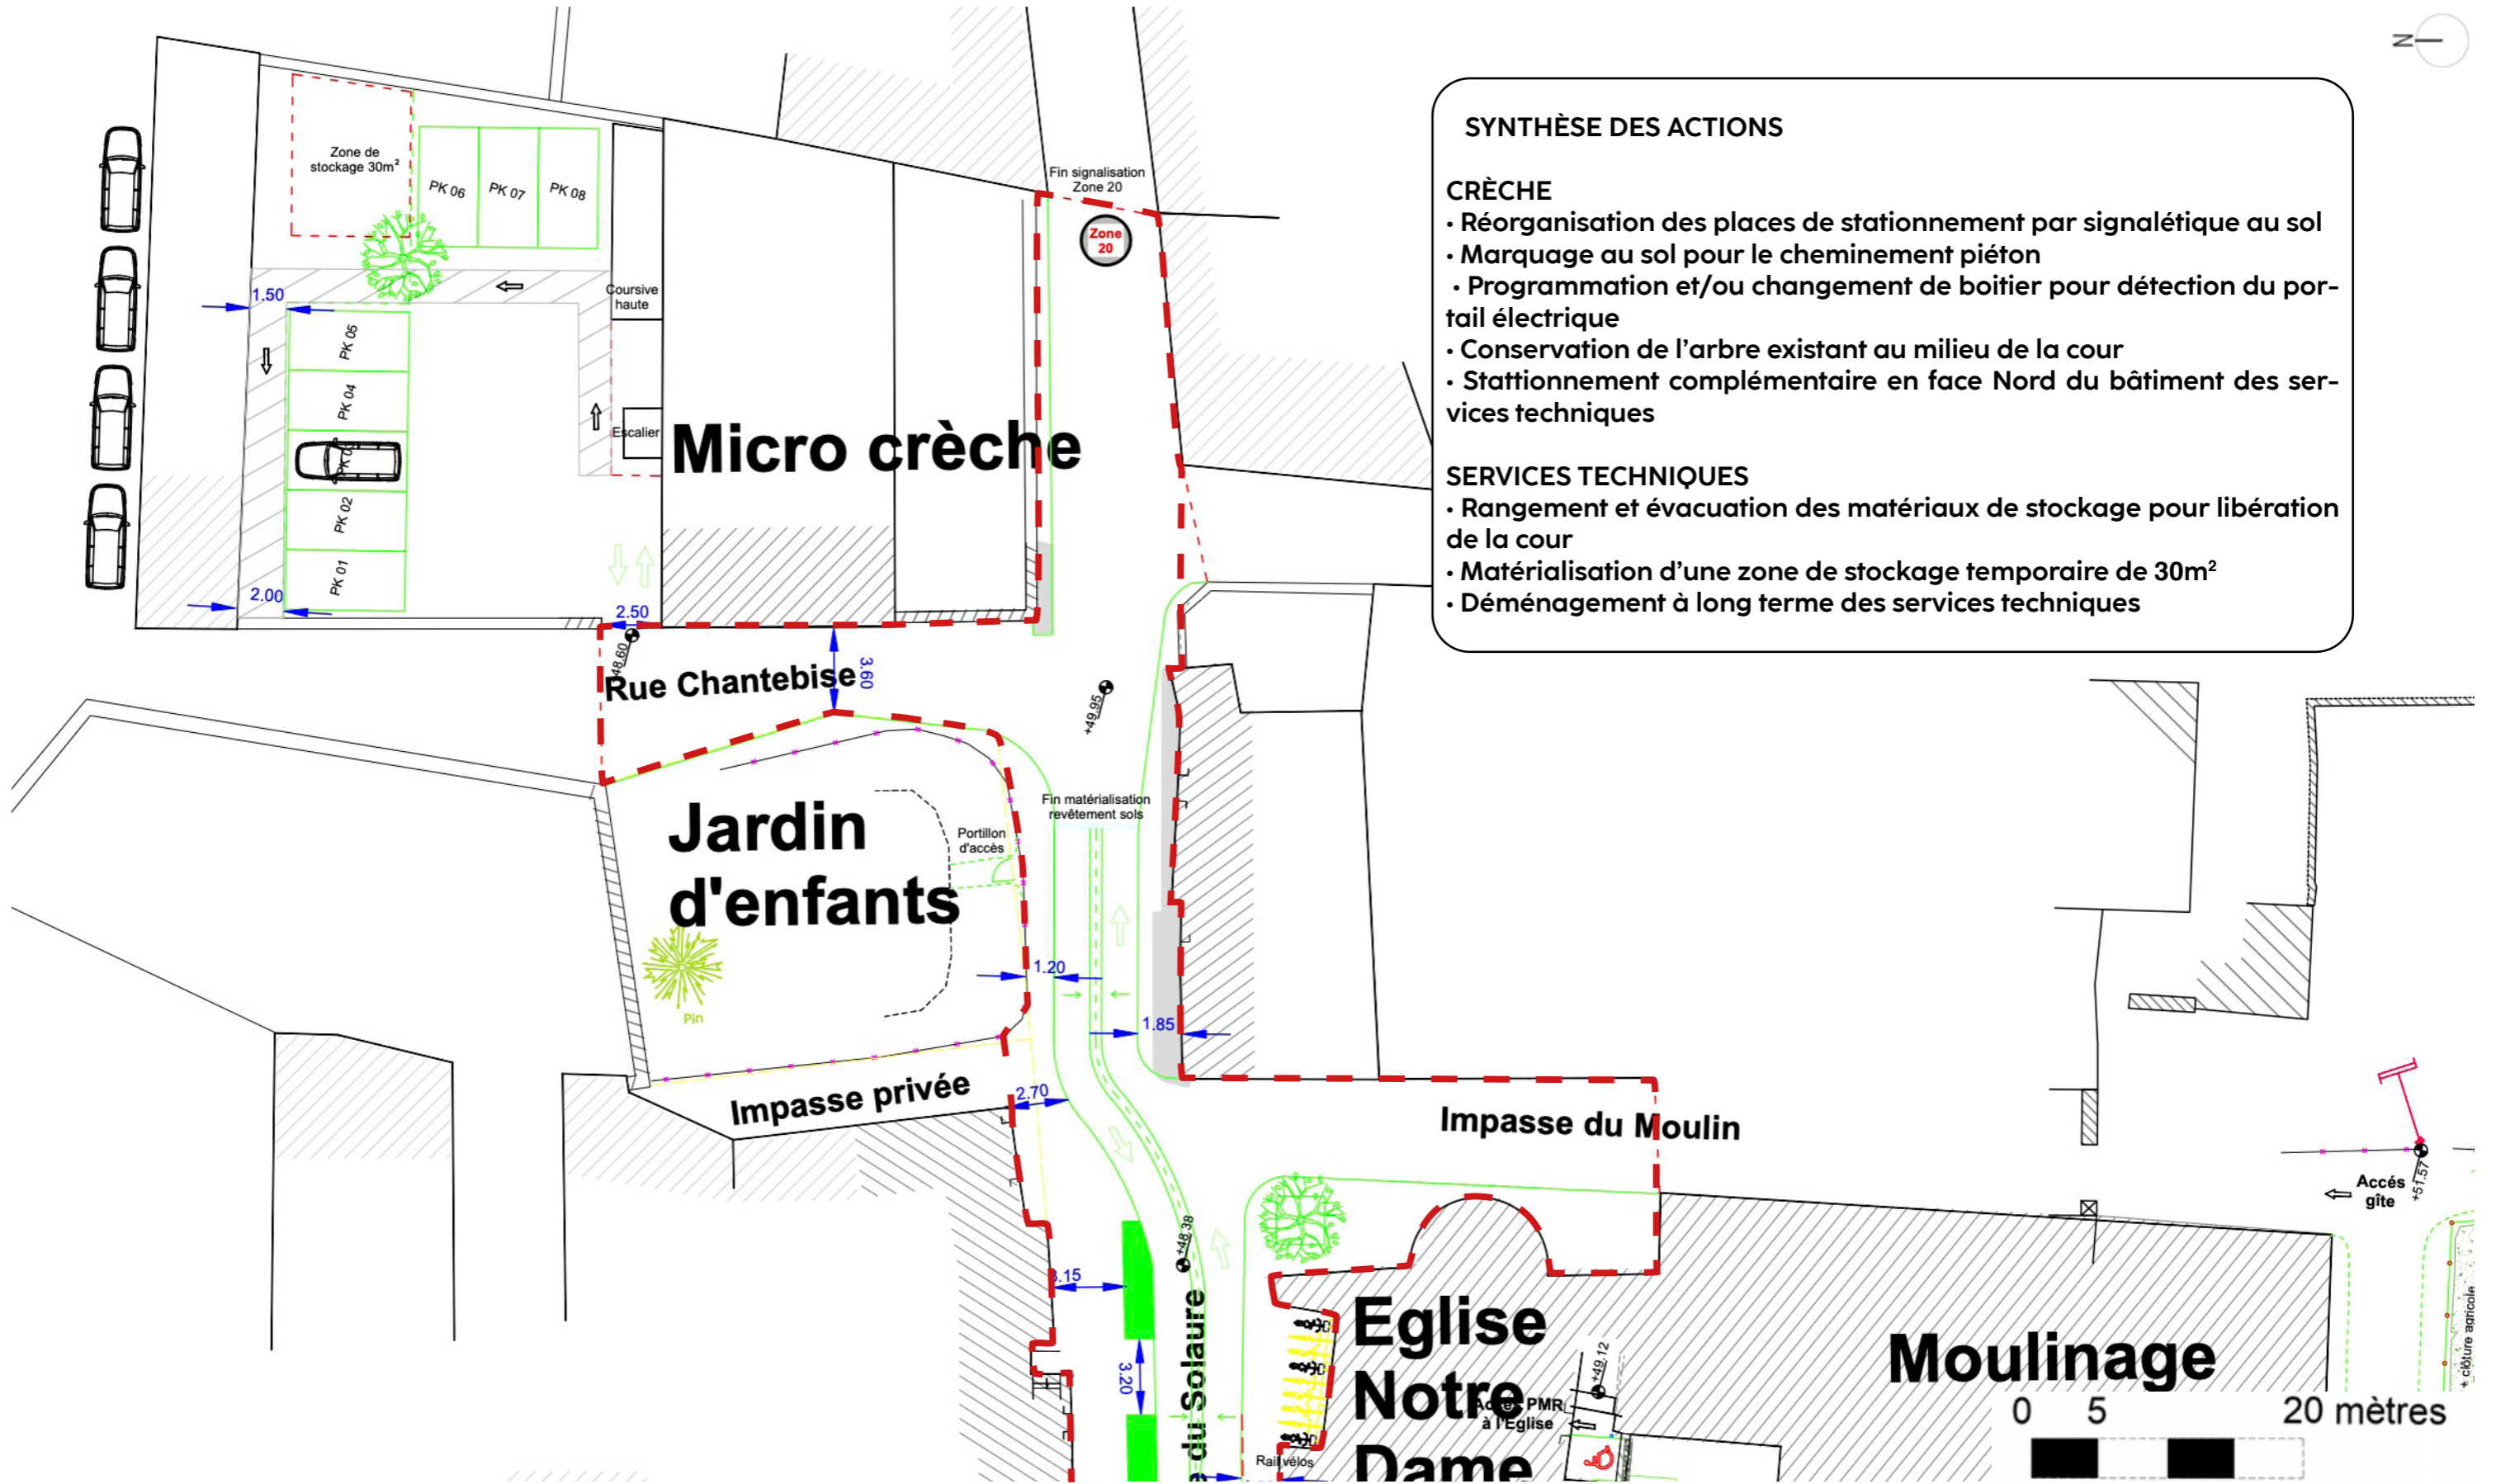 Z
SYNTHÈSE DES ACTIONS
CRÈCHE
• Réorganisation des places de stationnement par signalétique au sol
• Marquage au sol pour le cheminement piéton
• Programmation et/ou changement de boitier pour détection du por-
tail électrique
• Conservation de l'arbre existant au milieu de la cour
• Stattionnement complémentaire en face Nord du bâtiment des ser-
vices techniques
SERVICES TECHNIQUES
• Rangement et évacuation des matériaux de stockage pour libération
de la cour
• Matérialisation d'une zone de stockage temporaire de 30m²
• Déménagement à long terme des services techniques
Zone de
stockage 30m²
PK 06
PK 07
PK 08
Fin signalisation
Zone 20
Zone
20
Coursive
haute
1.50
PK 05
PK 04
PK 03
PK 02
PK 01
Escalier
Micro crèche
2.00
2.50
+48.60
Rue Chantebise
3.60
+49.95
Fin matérialisation
revêtement sols
Jardin
d'enfants
Portillon
d'accès
Pin
1.20
1.85
Impasse privée
2.70
Impasse du Moulin
Accés
gîte
+51.57
+48.38
3.15
3.20
du Solaure
Eglise
Notre
Dame
Accès PMR
à l'Eglise
+49.12
Rail vélos
Moulinage
+ clôture agricole
0 5 20 mètres